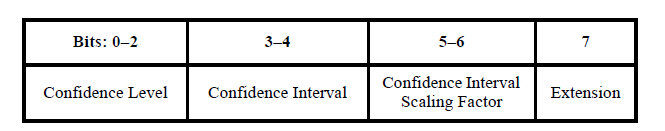 Bits: 0–2 3–4 5–6 7
Confidence Level Confidence Interval Confidence Interval
Scaling Factor Extension